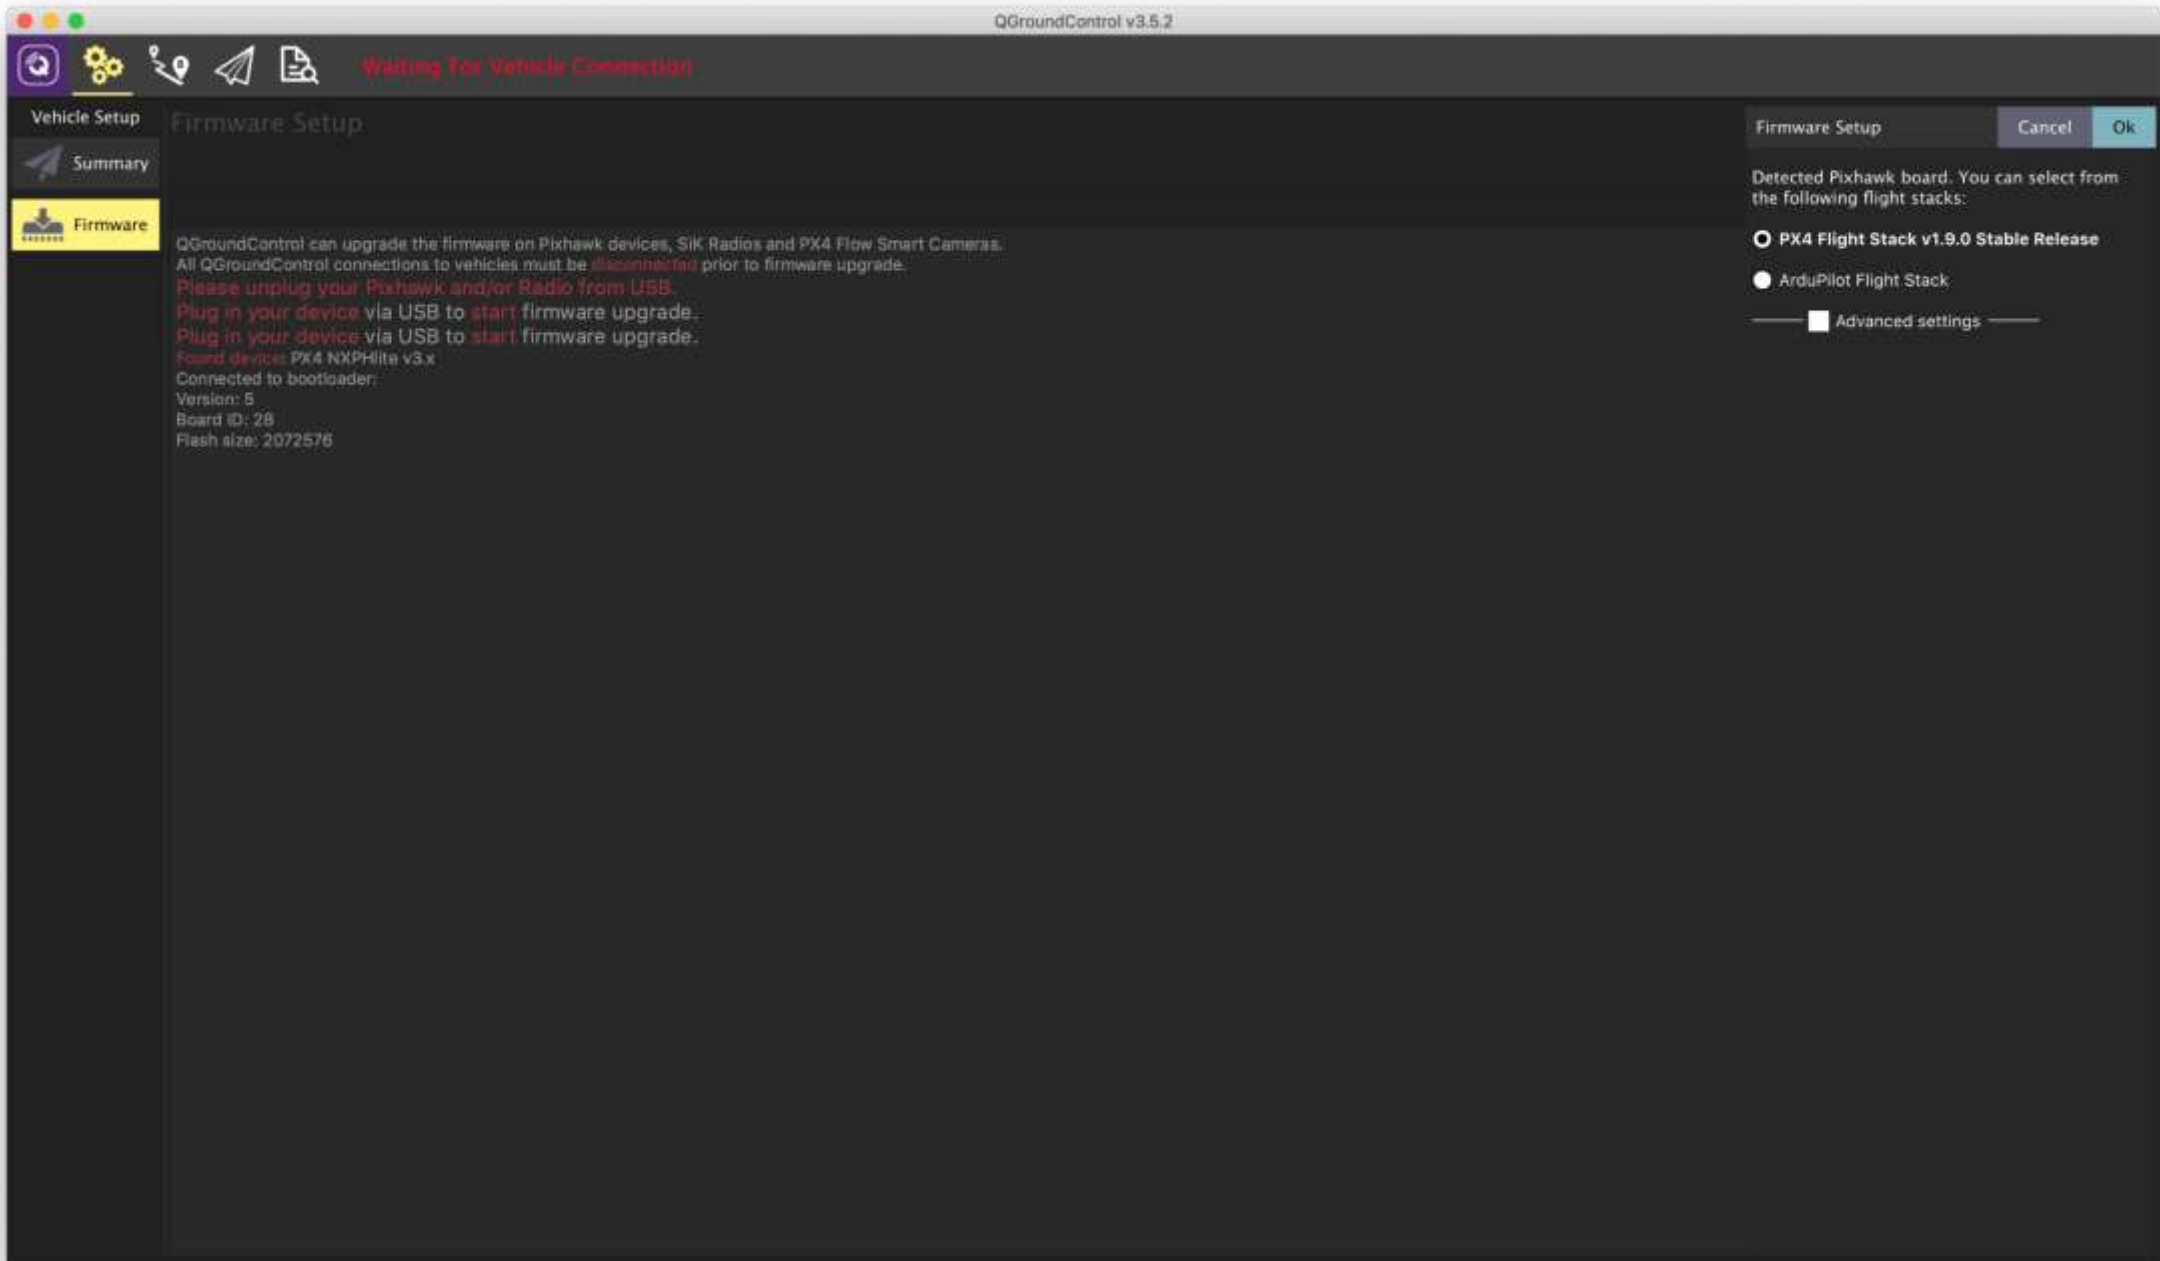 QGroundControl v3.5.2
Waiting For Vehicle Connection
Vehicle Setup
Summary
Firmware
Firmware Setup
QGroundControl can upgrade the firmware on Pixhawk devices, SiK Radios and PX4 Flow Smart Cameras.
All QGroundControl connections to vehicles must be disconnected prior to firmware upgrade.
Please unplug your Pixhawk and/or Radio from USB.
Plug in your device via USB to start firmware upgrade.
Plug in your device via USB to start firmware upgrade.
Found device: PX4 NXPHlite v3.x
Connected to bootloader:
Version: 5
Board ID: 28
Flash size: 2072576
Firmware Setup
Cancel
Ok
Detected Pixhawk board. You can select from
the following flight stacks:
PX4 Flight Stack v1.9.0 Stable Release
ArduPilot Flight Stack
Advanced settings